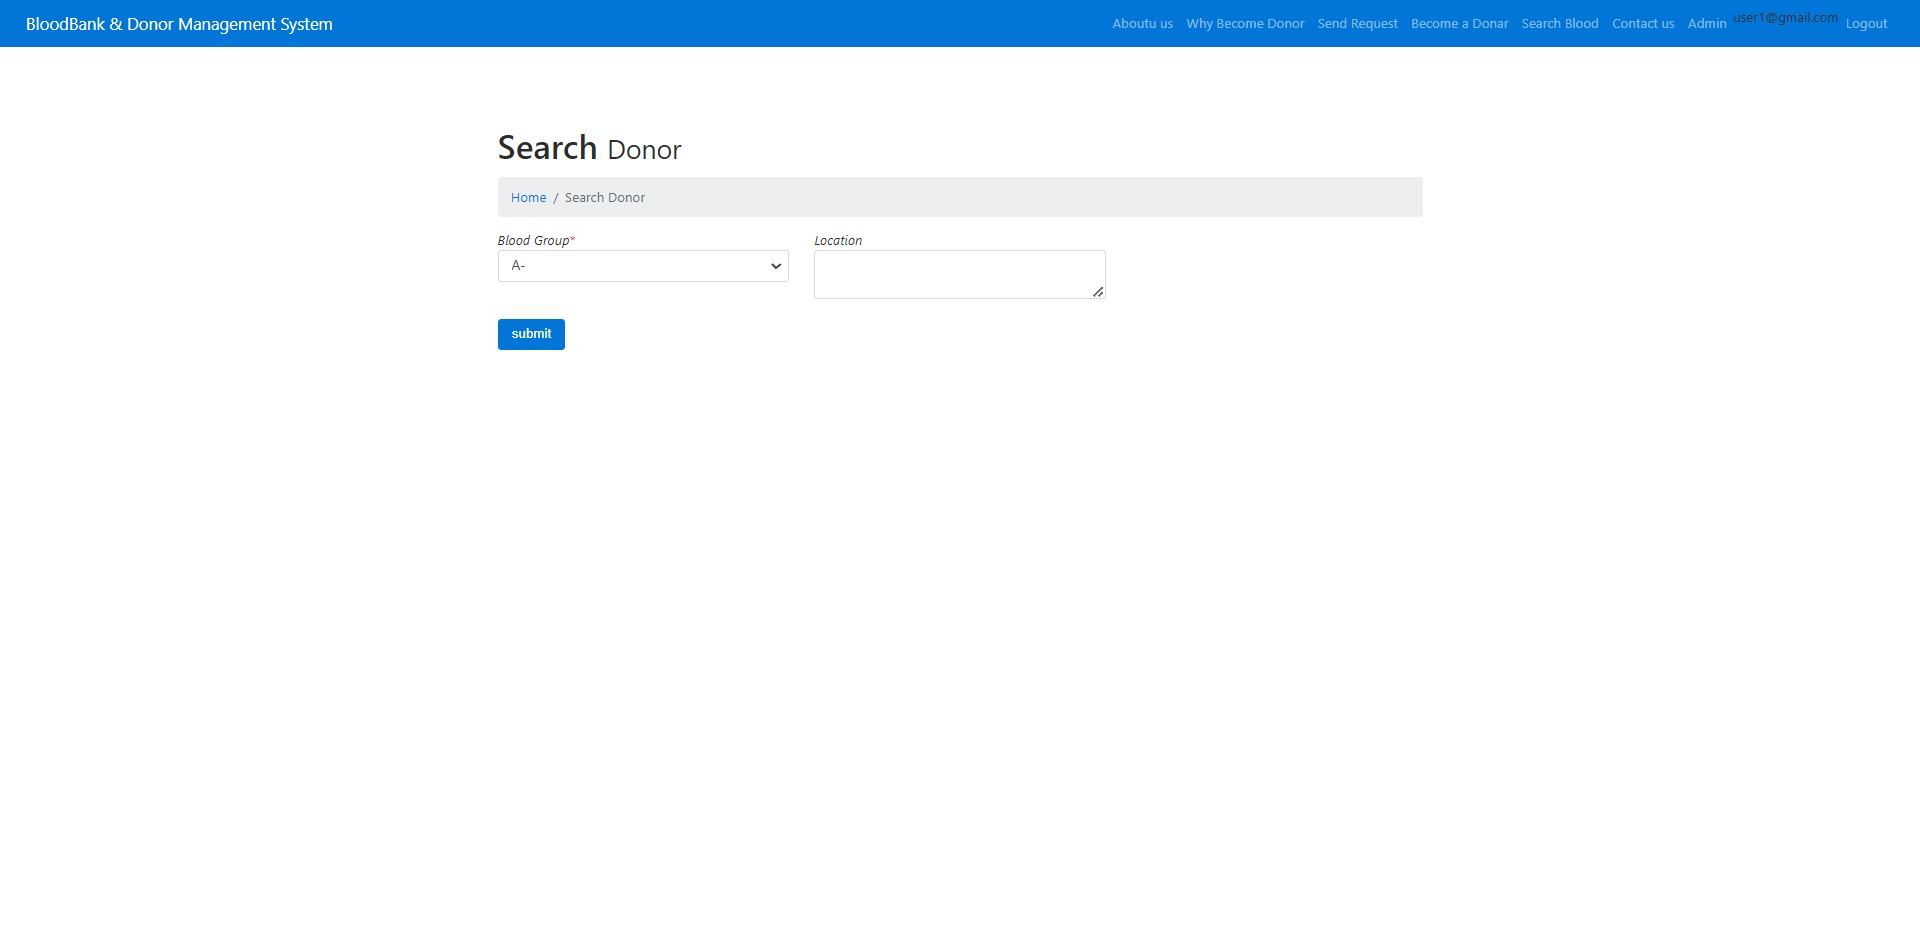 BloodBank & Donor Management System
Aboutu us Why Become Donor Send Request Become a Donar Search Blood Contact us Admin user1@gmail.com Logout
Search Donor
Home / Search Donor
Blood Group* Location
A-
submit